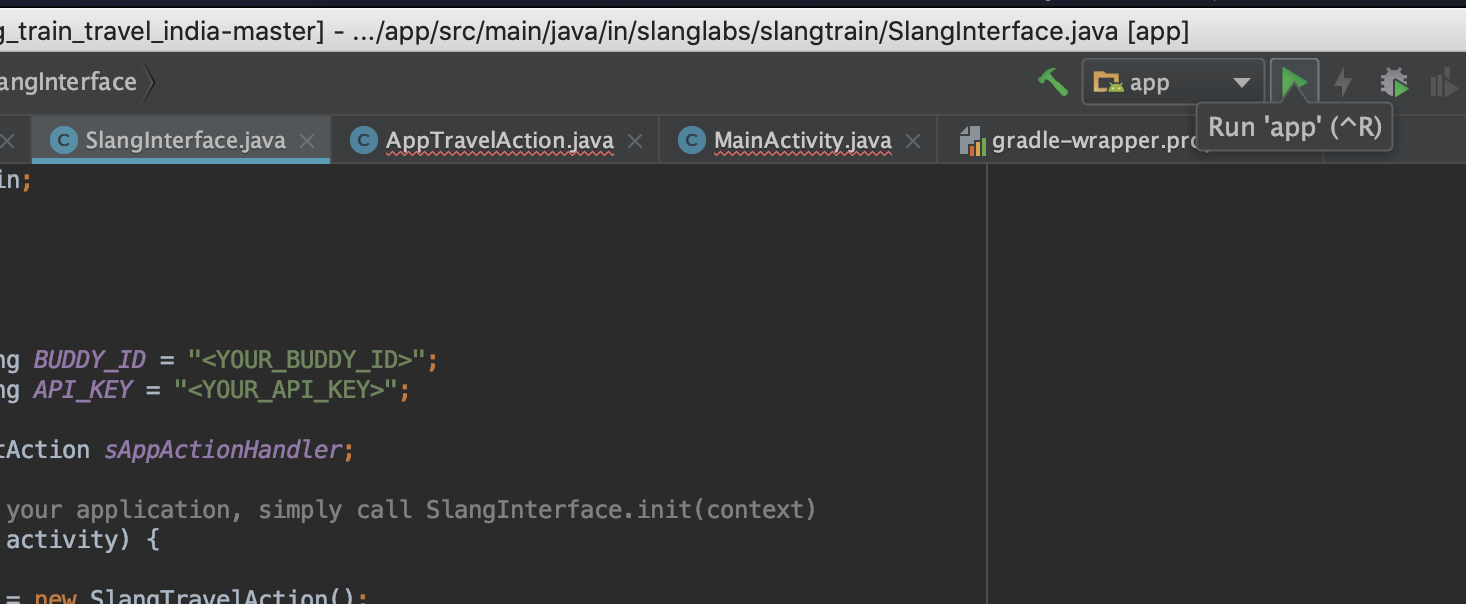 g_train_travel_india-master] - .../app/src/main/java/in/slanglabs/slangtrain/SlangInterface.java [app]
angInterface
app
Run 'app' (^R)
SlangInterface.java
AppTravelAction.java
MainActivity.java
gradle-wrapper.pro
in;
ng BUDDY_ID = "<YOUR_BUDDY_ID>";
ng API_KEY = "<YOUR_API_KEY>";
tAction sAppActionHandler;
your application, simply call SlangInterface.init(context)
activity) {
= new SlangTravelAction();